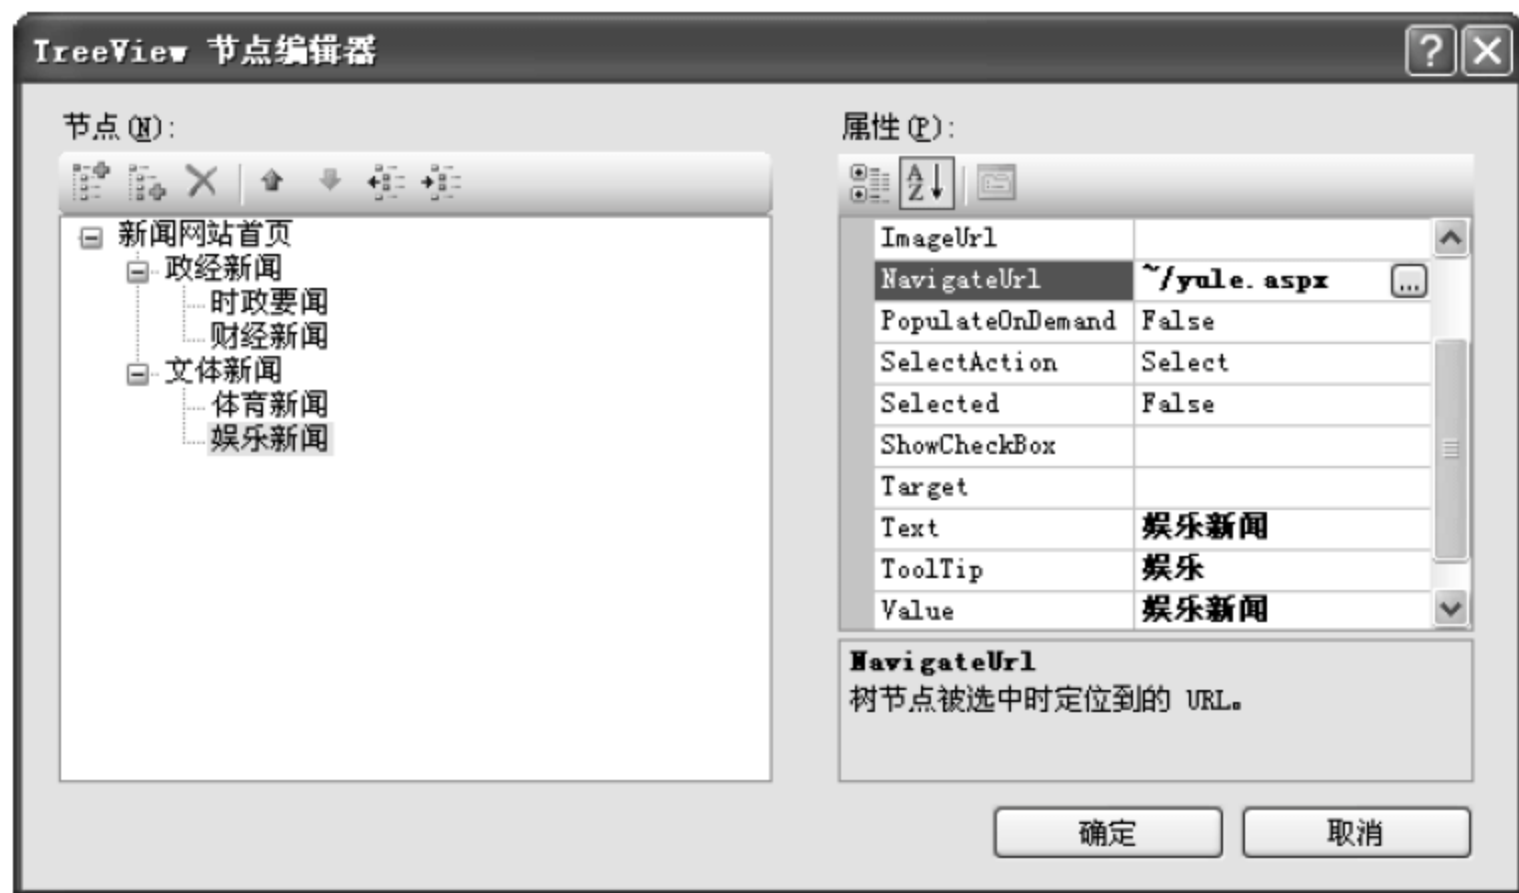 TreeView 节点编辑器
节点(N):
新闻网站首页
政经新闻
时政要闻
财经新闻
文体新闻
体育新闻
娱乐新闻
属性(P):
ImageUrl
NavigateUrl ~/yule.aspx ...
PopulateOnDemand False
SelectAction Select
Selected False
ShowCheckBox
Target
Text 娱乐新闻
ToolTip 娱乐
Value 娱乐新闻
NavigateUrl
树节点被选中时定位到的 URL。
确定 取消